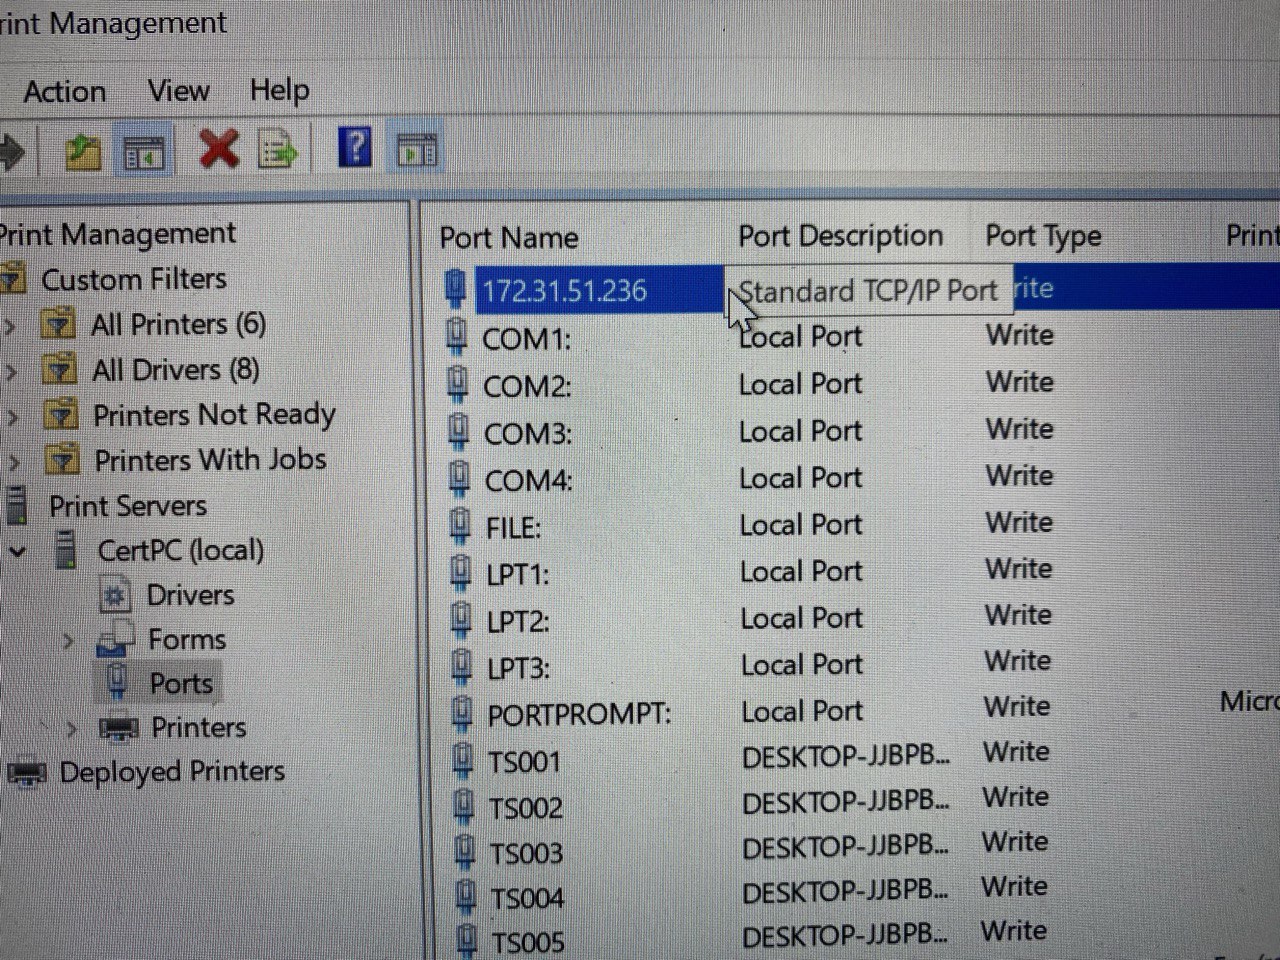 rint Management
Action View Help
Print Management
Custom Filters
All Printers (6)
All Drivers (8)
Printers Not Ready
Printers With Jobs
Print Servers
CertPC (local)
Drivers
Forms
Ports
Printers
Deployed Printers
Port Name Port Description Port Type Print
172.31.51.236 Standard TCP/IP Port rite
COM1: Local Port Write
COM2: Local Port Write
COM3: Local Port Write
COM4: Local Port Write
FILE: Local Port Write
LPT1: Local Port Write
LPT2: Local Port Write
LPT3: Local Port Write
PORTPROMPT: Local Port Write Micro
TS001 DESKTOP-JJBPB... Write
TS002 DESKTOP-JJBPB... Write
TS003 DESKTOP-JJBPB... Write
TS004 DESKTOP-JJBPB... Write
TS005 DESKTOP-JJBPB... Write